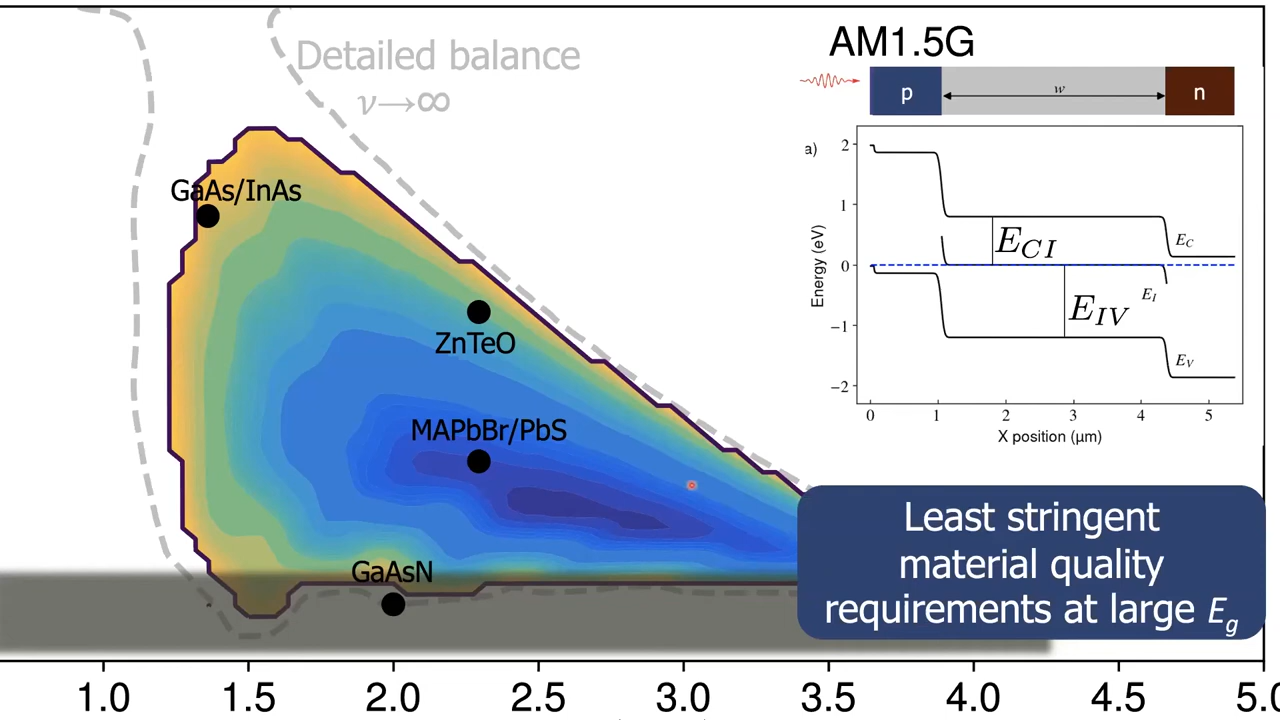 Detailed balance
ν→∞
AM1.5G
p
w
n
a)
2
1
0
−1
−2
Energy (eV)
E_CI
E_IV
E_C
E_I
E_V
0
1
2
3
4
5
X position (μm)
GaAs/InAs
ZnTeO
MAPbBr/PbS
GaAsN
Least stringent
material quality
requirements at large E_g
1.0
1.5
2.0
2.5
3.0
3.5
4.0
4.5
5.0